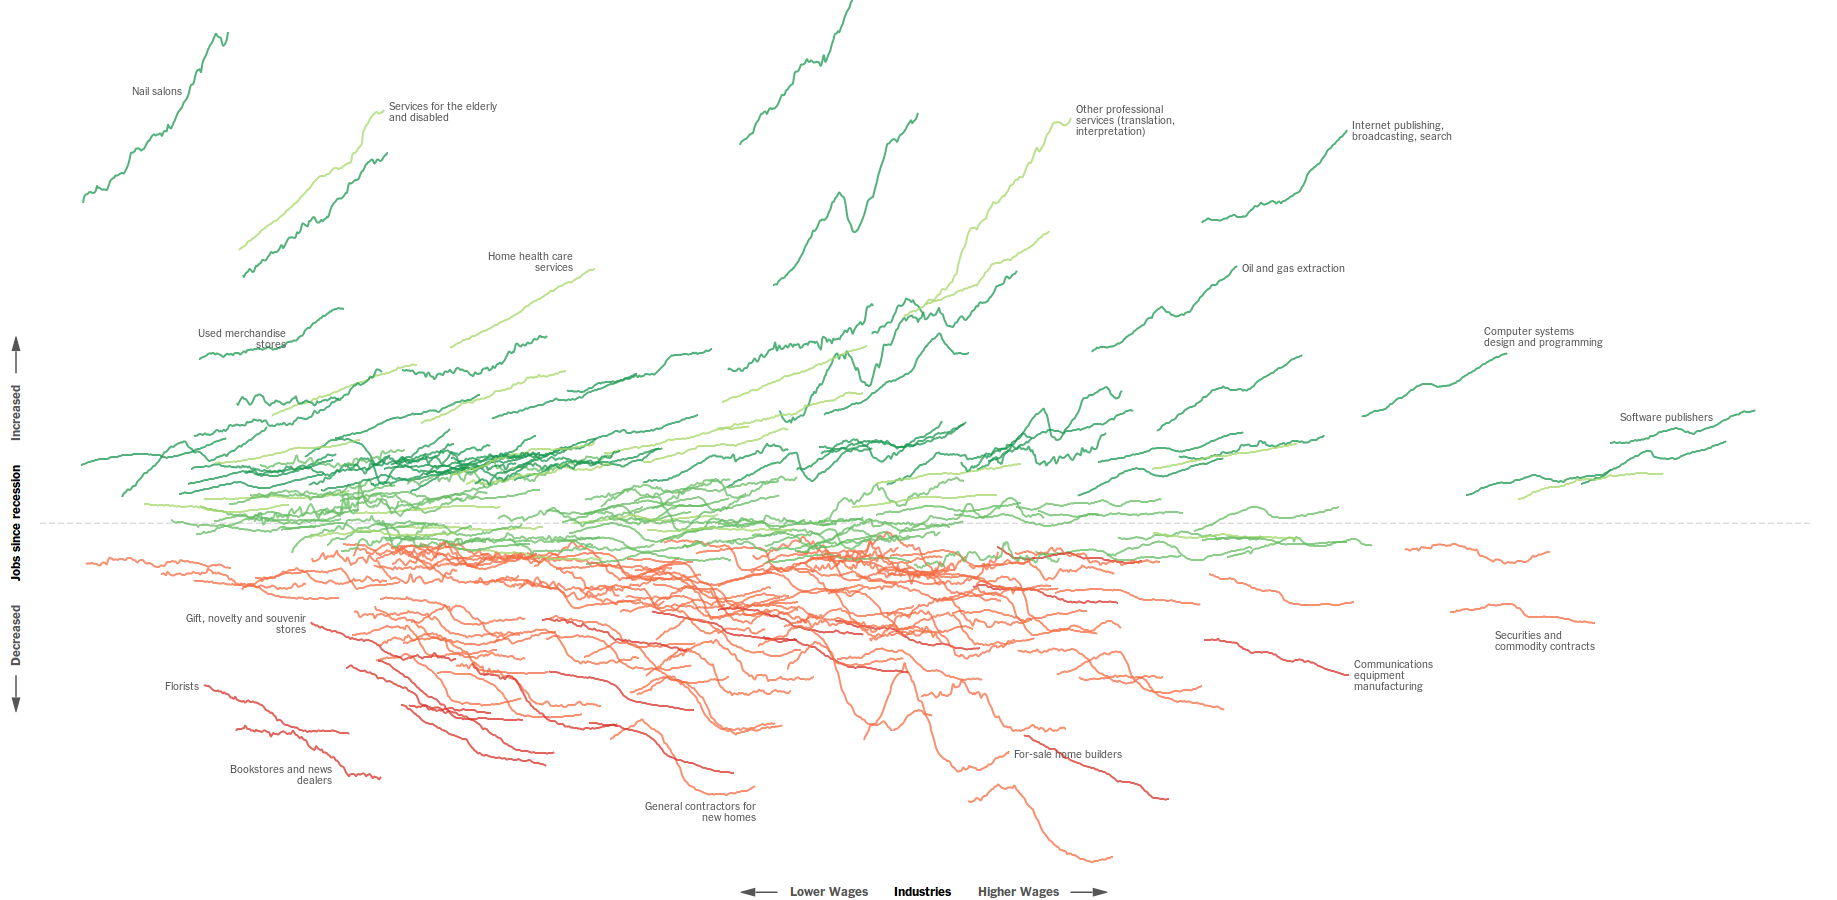 Nail salons
Services for the elderly
and disabled
Other professional
services (translation,
interpretation)
Internet publishing,
broadcasting, search
Home health care
services
Oil and gas extraction
Used merchandise
stores
Computer systems
design and programming
Software publishers
Increased
Jobs since recession
Decreased
Gift, novelty and souvenir
stores
Securities and
commodity contracts
Communications
equipment
manufacturing
Florists
For-sale home builders
Bookstores and news
dealers
General contractors for
new homes
Lower Wages Industries Higher Wages